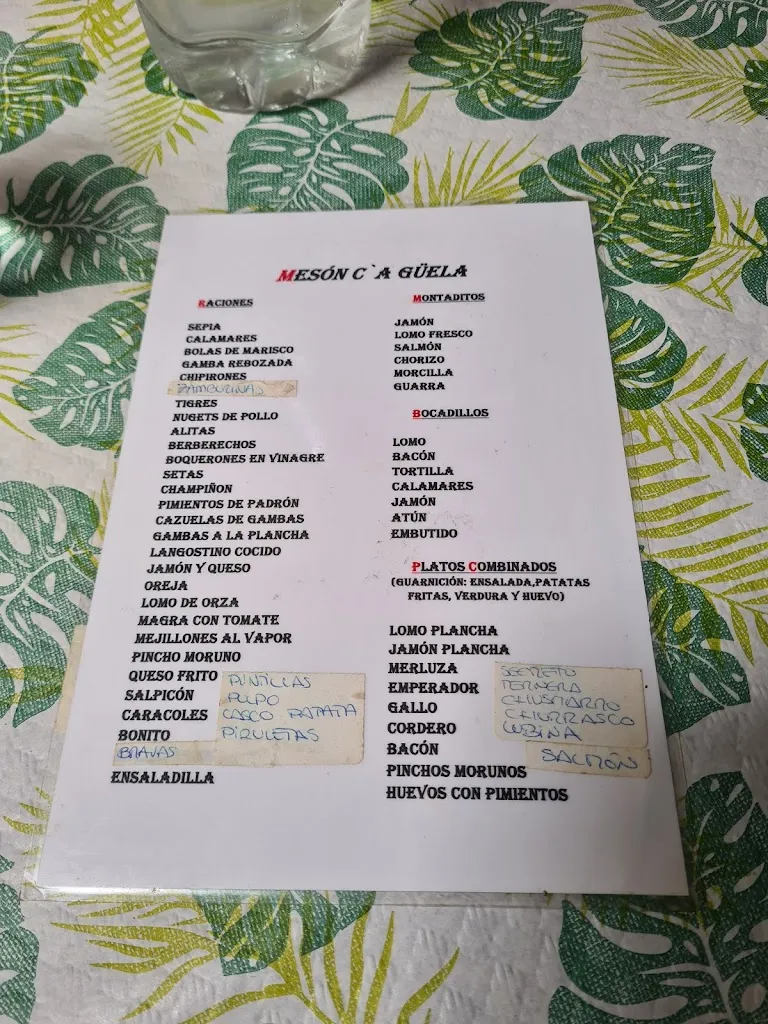 MESÓN C`A GÜELA
RACIONES
SEPIA
CALAMARES
BOLAS DE MARISCO
GAMBA REBOZADA
CHIPIRONES
ZAMBURIÑAS
TIGRES
NUGETS DE POLLO
ALITAS
BERBERECHOS
BOQUERONES EN VINAGRE
SETAS
CHAMPIÑON
PIMIENTOS DE PADRÓN
CAZUELAS DE GAMBAS
GAMBAS A LA PLANCHA
LANGOSTINO COCIDO
JAMÓN Y QUESO
OREJA
LOMO DE ORZA
MAGRA CON TOMATE
MEJILLONES AL VAPOR
PINCHO MORUNO
QUESO FRITO
SALPICÓN
CARACOLES
BONITO
BRAVAS
ENSALADILLA
PUNTILLAS
PULPO
CASCO PATATA
PIRULETAS
MONTADITOS
JAMÓN
LOMO FRESCO
SALMÓN
CHORIZO
MORCILLA
GUARRA
BOCADILLOS
LOMO
BACÓN
TORTILLA
CALAMARES
JAMÓN
ATÚN
EMBUTIDO
PLATOS COMBINADOS
(GUARNICIÓN: ENSALADA,PATATAS
FRITAS, VERDURA Y HUEVO)
LOMO PLANCHA
JAMÓN PLANCHA
MERLUZA
EMPERADOR
GALLO
CORDERO
BACÓN
PINCHOS MORUNOS
HUEVOS CON PIMIENTOS
SECRETO
TERNERA
CHUSMARRO
CHURRASCO
LUBINA
SALMÓN